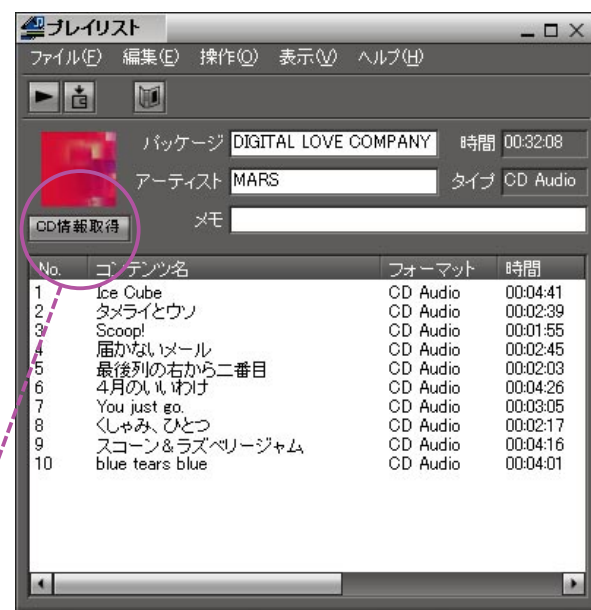 プレイリスト
ファイル(F) 編集(E) 操作(O) 表示(V) ヘルプ(H)
パッケージ DIGITAL LOVE COMPANY 時間 00:32:08
アーティスト MARS タイプ CD Audio
CD情報取得 メモ
No. コンテンツ名 フォーマット 時間
1 Ice Cube CD Audio 00:04:41
2 タメライとウソ CD Audio 00:02:39
3 Scoop! CD Audio 00:01:55
4 届かないメール CD Audio 00:02:45
5 最後列の右から二番目 CD Audio 00:02:03
6 4月のいいわけ CD Audio 00:04:26
7 You just go. CD Audio 00:03:05
8 くしゃみ、ひとつ CD Audio 00:02:17
9 スコーン&ラズベリージャム CD Audio 00:04:16
10 blue tears blue CD Audio 00:04:01